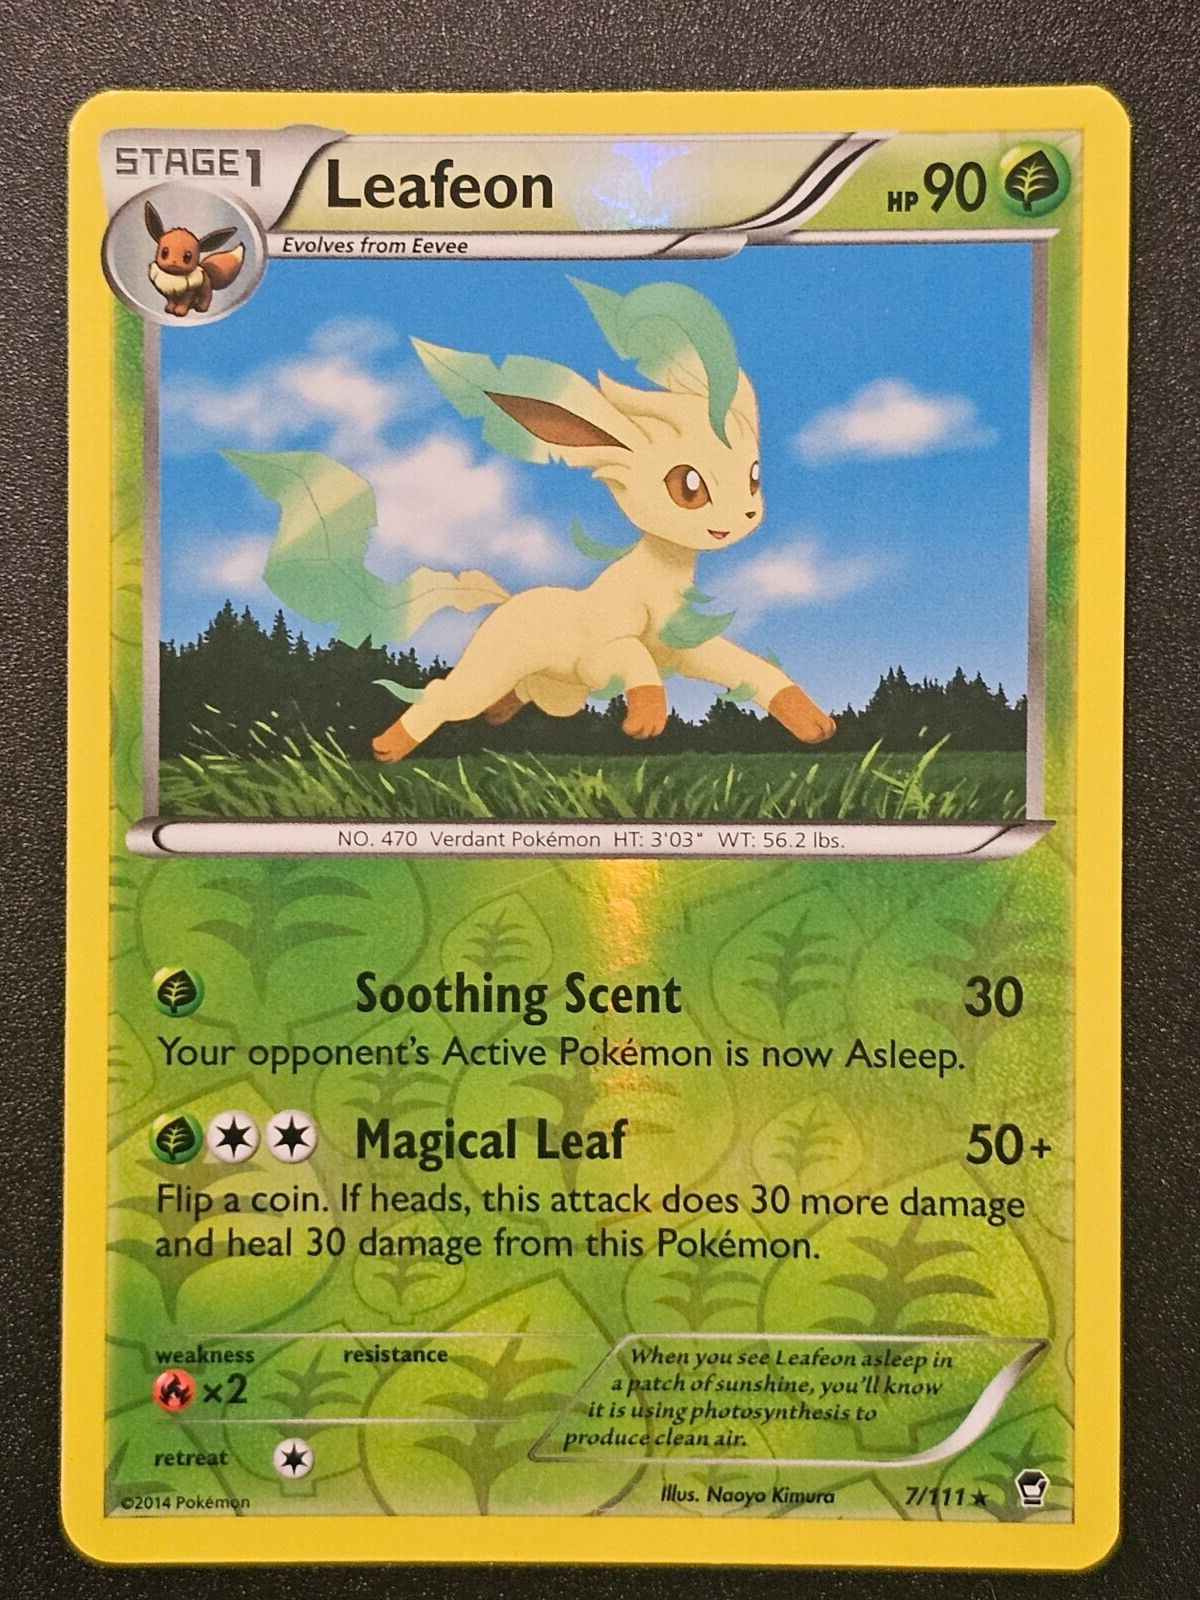 STAGE1
Leafeon
HP 90
Evolves from Eevee
NO. 470 Verdant Pokémon HT: 3'03" WT: 56.2 lbs.
Soothing Scent 30
Your opponent's Active Pokémon is now Asleep.
Magical Leaf 50+
Flip a coin. If heads, this attack does 30 more damage
and heal 30 damage from this Pokémon.
weakness resistance
×2
retreat
When you see Leafeon asleep in
a patch of sunshine, you'll know
it is using photosynthesis to
produce clean air.
©2014 Pokémon
Illus. Naoyo Kimura
7/111 ★